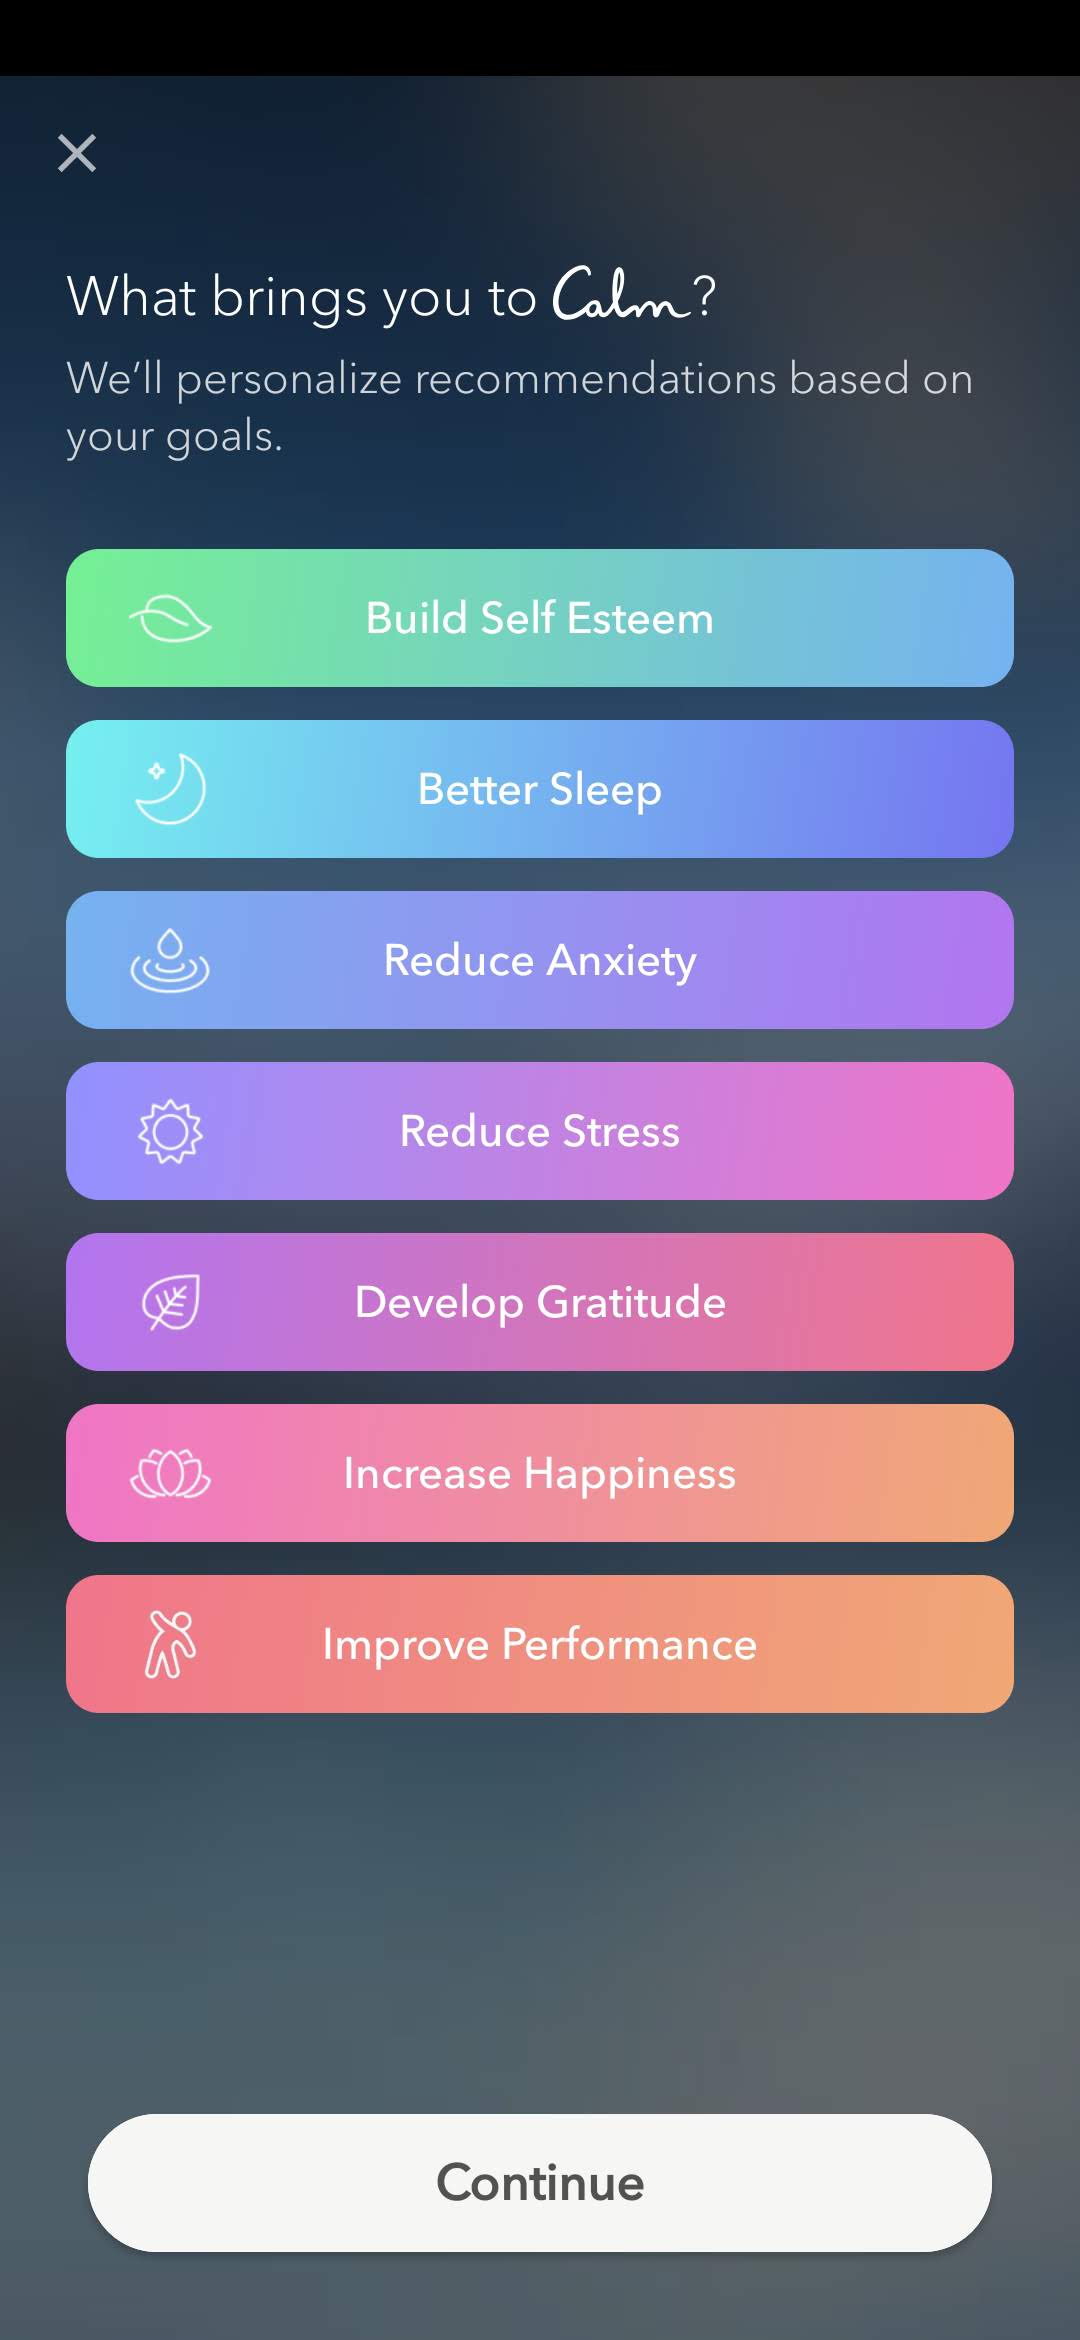 What brings you to Calm?
We’ll personalize recommendations based on
your goals.
Build Self Esteem
Better Sleep
Reduce Anxiety
Reduce Stress
Develop Gratitude
Increase Happiness
Improve Performance
Continue